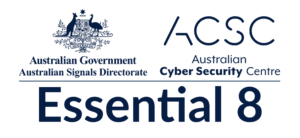 Australian Government
Australian Signals Directorate
ACSC
Australian
Cyber Security Centre
Essential 8